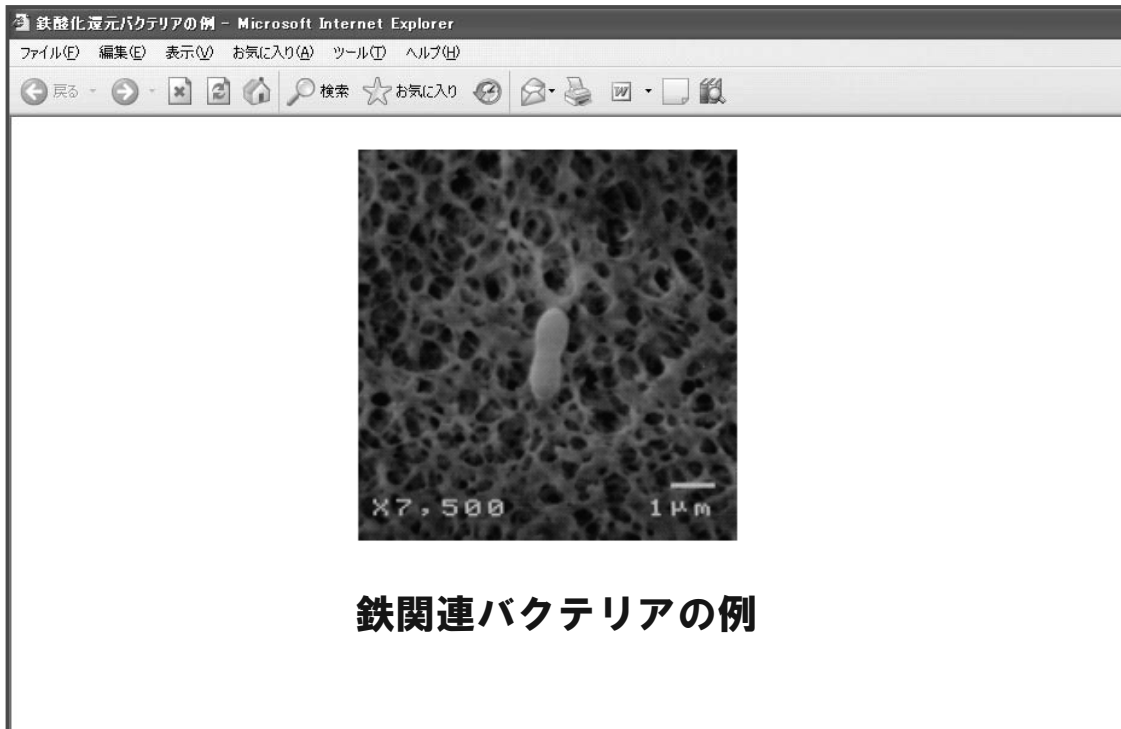 鉄酸化還元バクテリアの例 - Microsoft Internet Explorer
ファイル(F) 編集(E) 表示(V) お気に入り(A) ツール(T) ヘルプ(H)
戻る 検索 お気に入り W
X7,500 1μm
鉄関連バクテリアの例